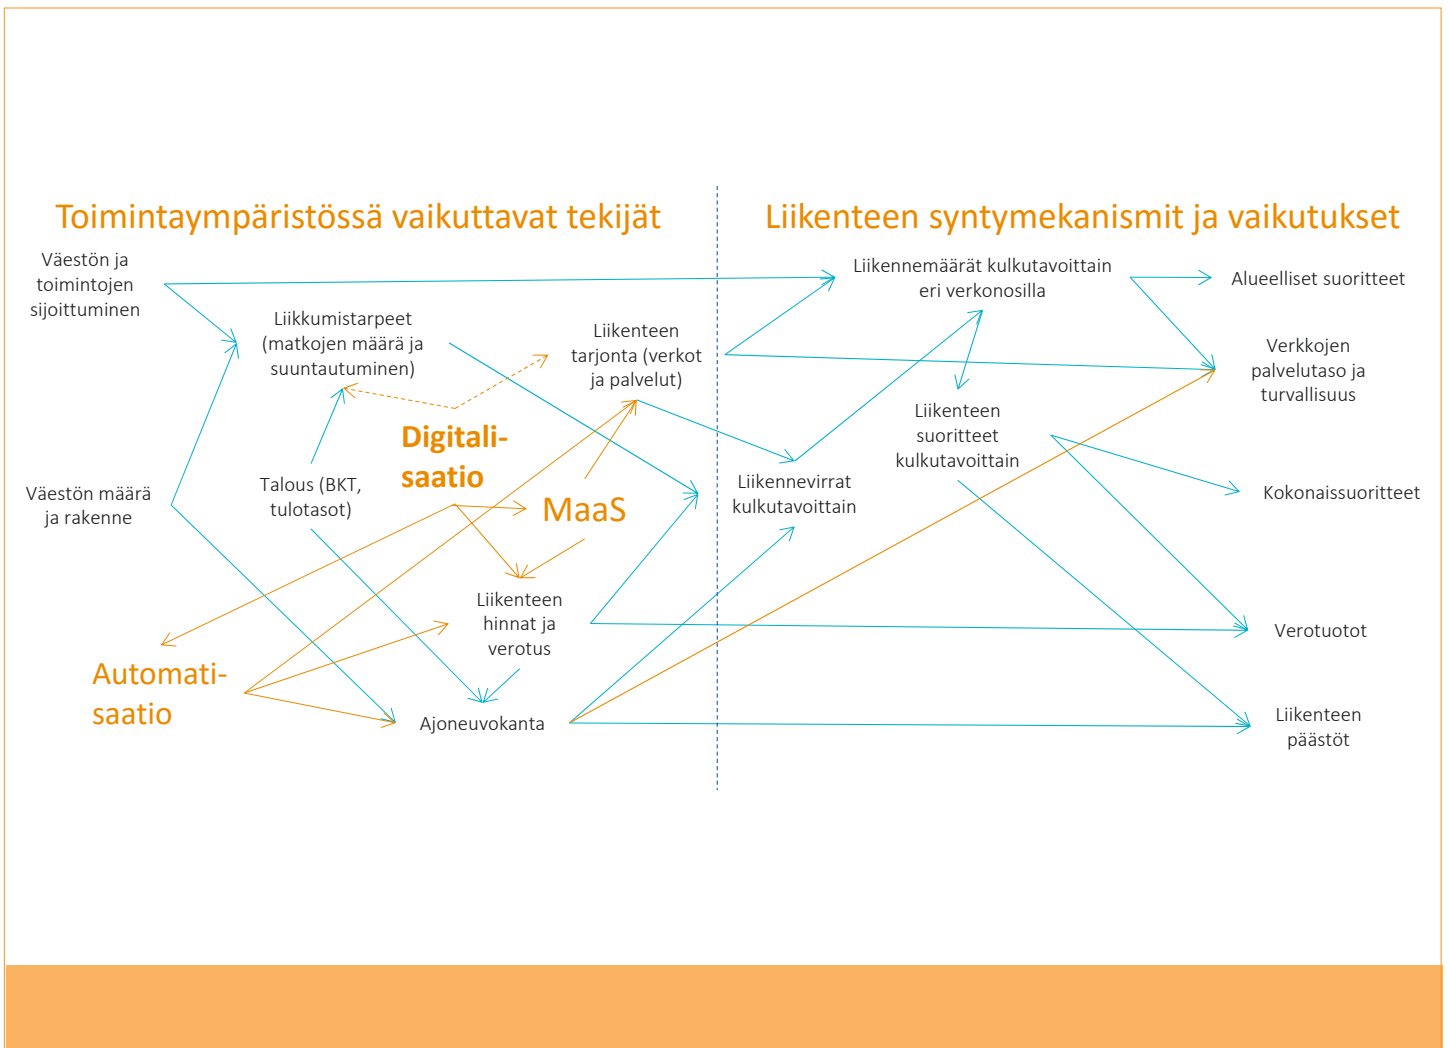 Toimintaympäristössä vaikuttavat tekijät
Väestön ja
toimintojen
sijoittuminen
Liikkumistarpeet
(matkojen määrä ja
suuntautuminen)
Liikenteen
tarjonta (verkot
ja palvelut)
Digitali-
saatio
Väestön määrä
ja rakenne
Talous (BKT,
tulotasot)
MaaS
Liikenteen
hinnat ja
verotus
Automati-
saatio
Ajoneuvokanta
Liikenteen syntymekanismit ja vaikutukset
Liikennemäärät kulkutavoittain
eri verkonosilla
Alueelliset suoritteet
Verkkojen
palvelutaso ja
turvallisuus
Liikenteen
suoritteet
kulkutavoittain
Liikennevirrat
kulkutavoittain
Kokonaissuoritteet
Verotuotot
Liikenteen
päästöt